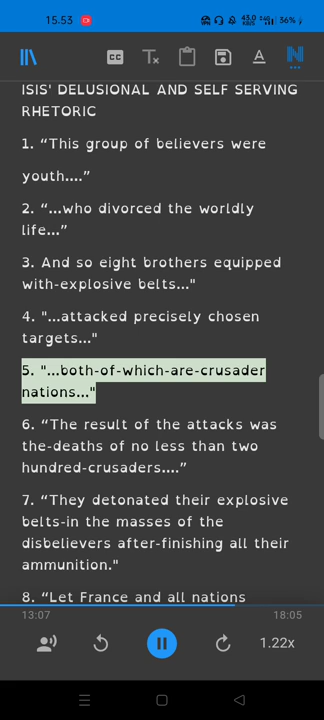 15.53
43.0 KB/S
36%
CC
ISIS' DELUSIONAL AND SELF SERVING
RHETORIC
1. “This group of believers were
youth....”
2. “...who divorced the worldly
life...”
3. And so eight brothers equipped
with-explosive belts..."
4. "...attacked precisely chosen
targets..."
5. "...both-of-which-are-crusader
nations..."
6. “The result of the attacks was
the-deaths of no less than two
hundred-crusaders....”
7. “They detonated their explosive
belts-in the masses of the
disbelievers after-finishing all their
ammunition."
8. “Let France and all nations
13:07
18:05
1.22x